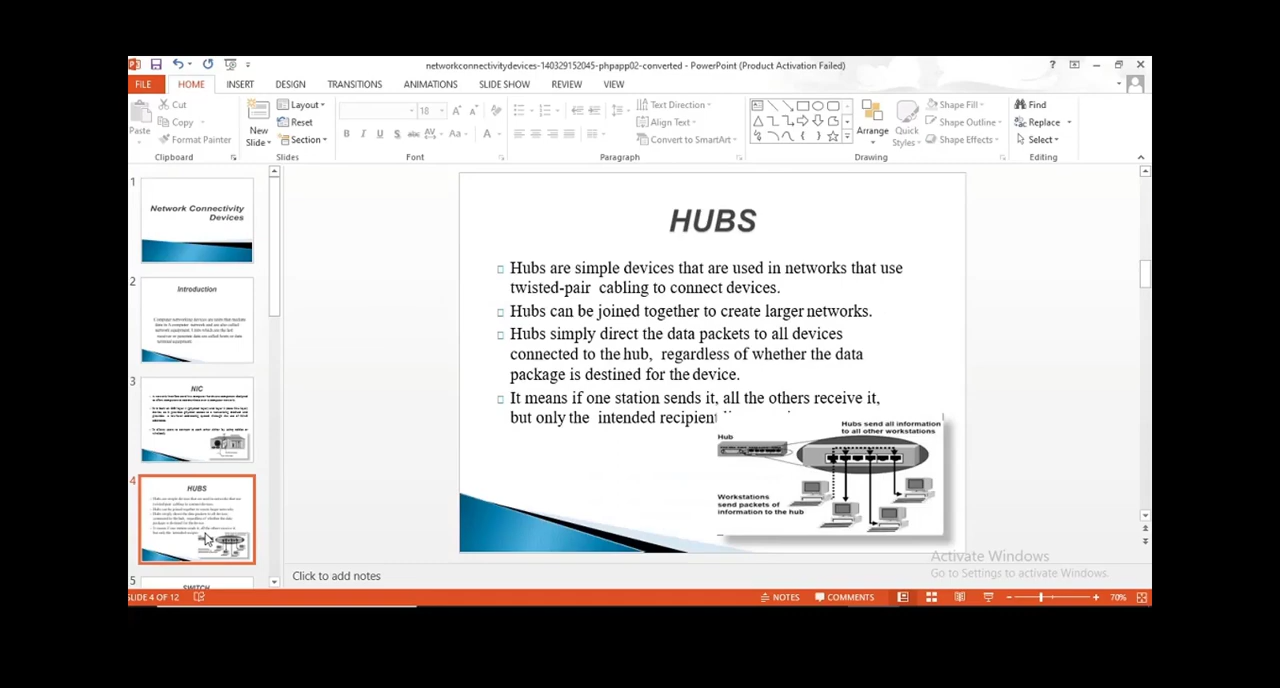 networkconnectivitydevices-140329152045-phpapp02-converted - PowerPoint (Product Activation Failed)
FILE HOME INSERT DESIGN TRANSITIONS ANIMATIONS SLIDE SHOW REVIEW VIEW
Paste
Cut
Copy
Format Painter
Clipboard
New
Slide
Layout
Reset
Section
Slides
18
Font
Text Direction
Align Text
Convert to SmartArt
Paragraph
Arrange
Quick
Styles
Shape Fill
Shape Outline
Shape Effects
Drawing
Find
Replace
Select
Editing
1
Network Connectivity
Devices
2
Introduction
3
NIC
4
HUBS
5
SWITCH
HUBS
Hubs are simple devices that are used in networks that use
twisted-pair cabling to connect devices.
Hubs can be joined together to create larger networks.
Hubs simply direct the data packets to all devices
connected to the hub, regardless of whether the data
package is destined for the device.
It means if one station sends it, all the others receive it,
but only the intended recipient
Hubs send all information
to all other workstations
Hub
Workstations
send packets of
information to the hub
Activate Windows
Go to Settings to activate Windows.
Click to add notes
SLIDE 4 OF 12
NOTES COMMENTS 70%